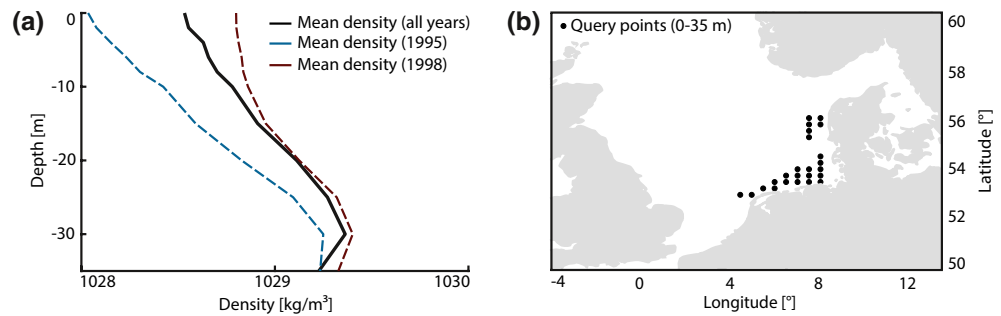 (a)
Mean density (all years)
Mean density (1995)
Mean density (1998)
0
-10
-20
-30
Depth [m]
1028
1029
1030
Density [kg/m³]
(b)
Query points (0-35 m)
60
58
56
54
52
50
Latitude [°]
-4
0
4
8
12
Longitude [°]